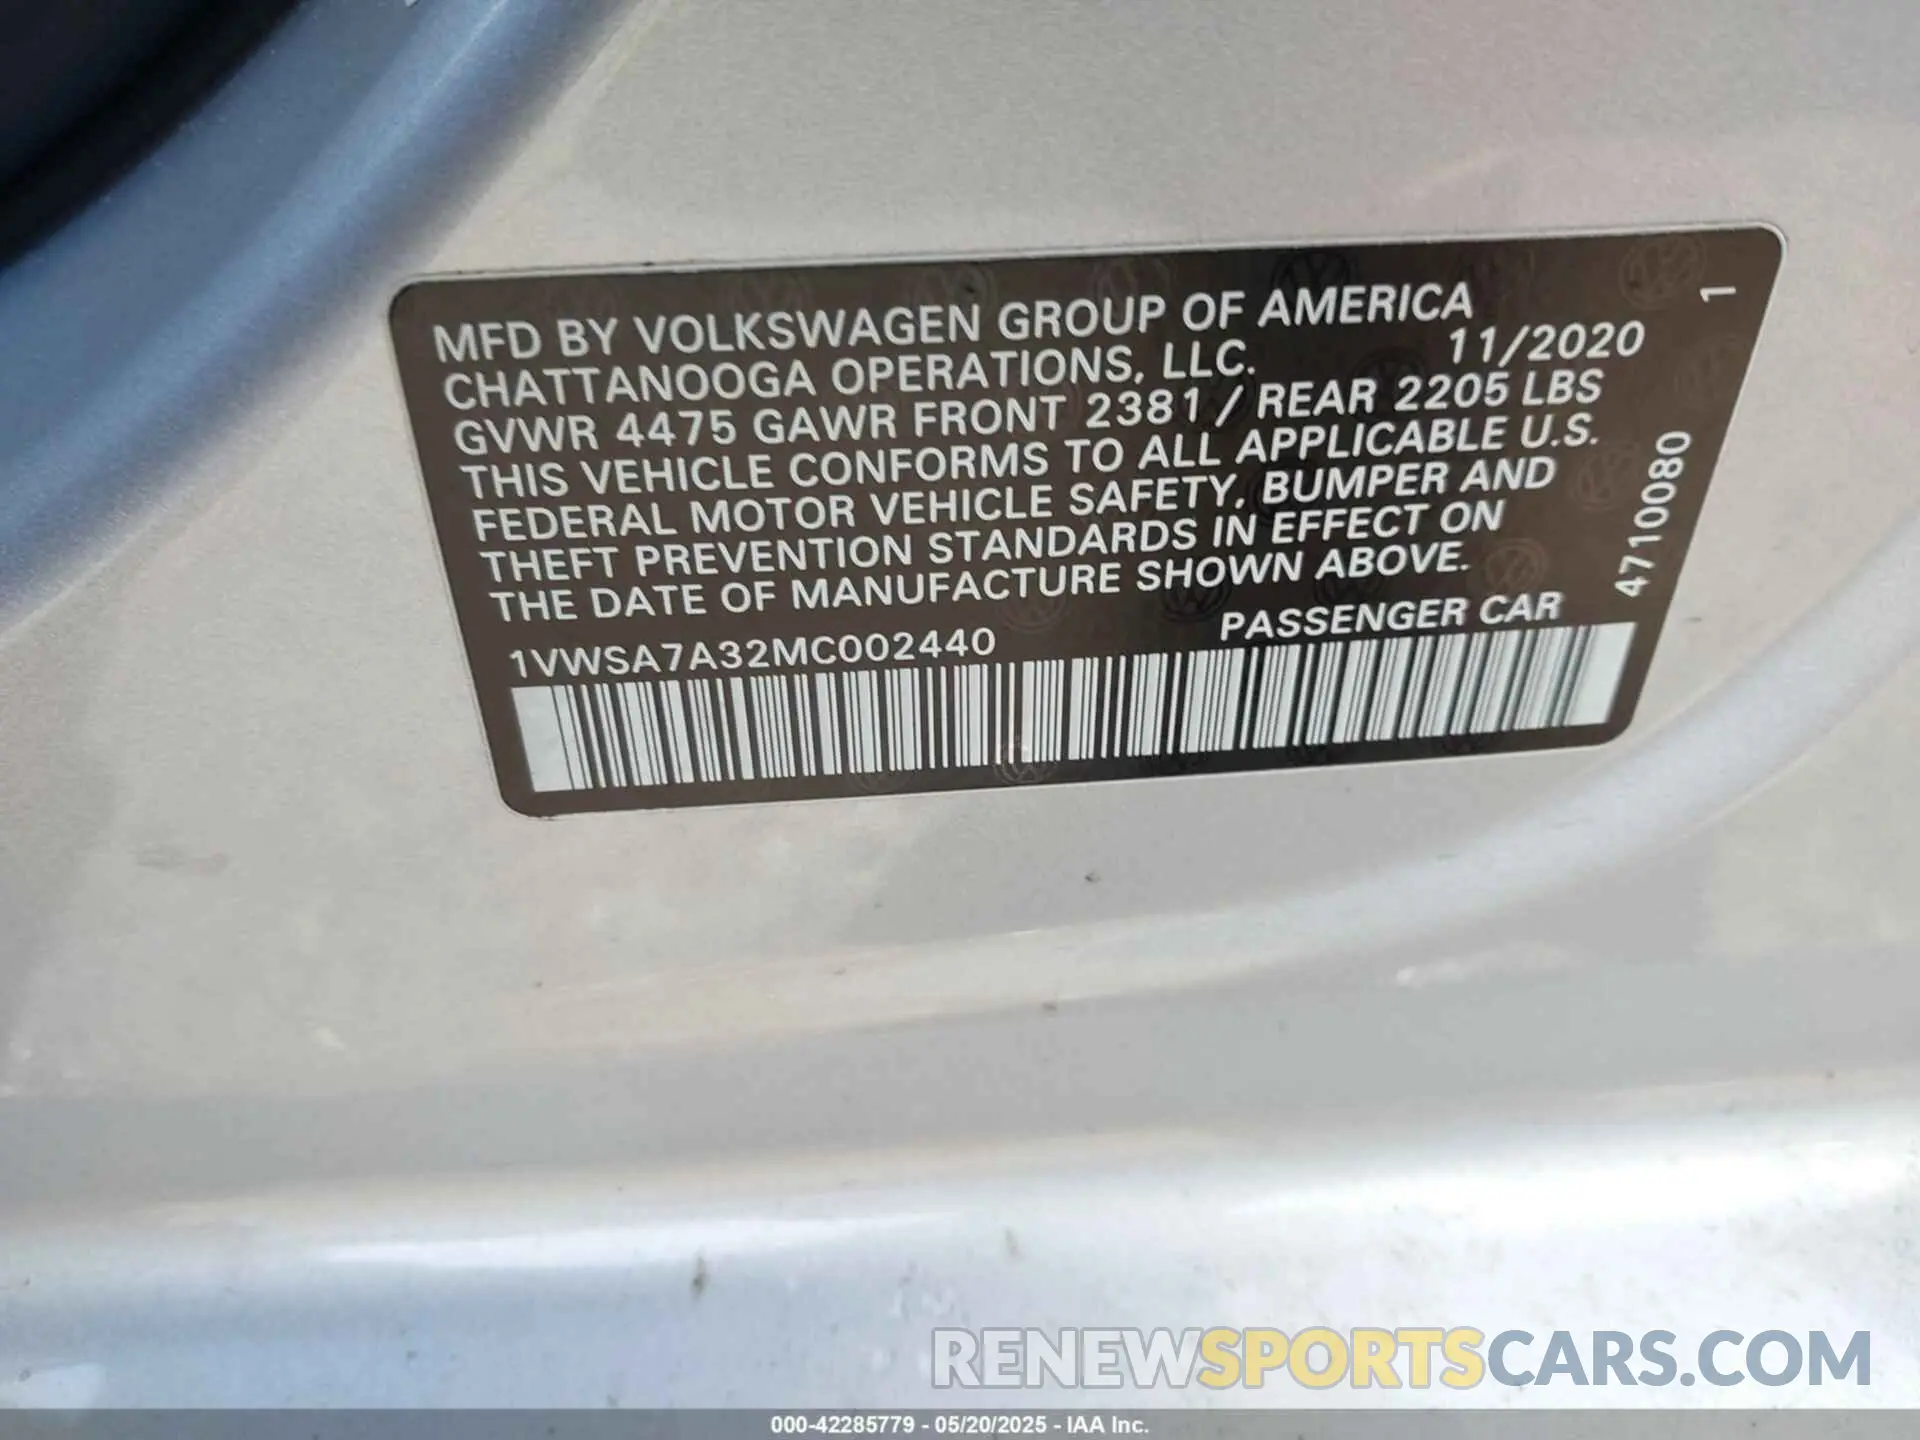 MFD BY VOLKSWAGEN GROUP OF AMERICA
CHATTANOOGA OPERATIONS, LLC. 11/2020
GVWR 4475 GAWR FRONT 2381 / REAR 2205 LBS
THIS VEHICLE CONFORMS TO ALL APPLICABLE U.S.
FEDERAL MOTOR VEHICLE SAFETY, BUMPER AND
THEFT PREVENTION STANDARDS IN EFFECT ON
THE DATE OF MANUFACTURE SHOWN ABOVE.
1VWSA7A32MC002440 PASSENGER CAR
4710080
1
RENEWSPORTSCARS.COM
000-42285779 - 05/20/2025 - IAA Inc.